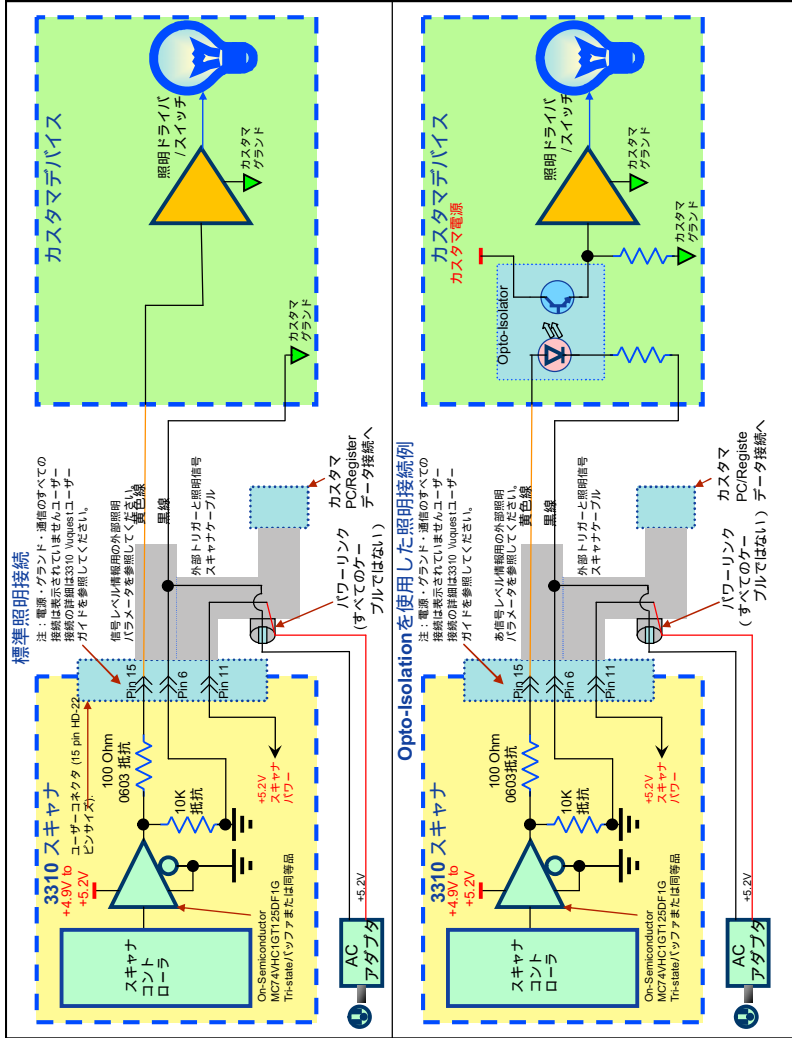 標準照明接続
注：電源・グランド・通信のすべての
接続は表示されていませんユーザー
接続の詳細は3310 Vuquestユーザー
ガイドを参照してください。
3310 スキャナ
+4.9V to
+5.2V
ユーザーコネクタ (15 pin HD-22
ピンサイズ).
スキャナ
コント
ローラ
On-Semiconductor
MC74VHC1GT125DF1G
Tri-stateバッファまたは同等品
100 Ohm
0603 抵抗
10K
抵抗
+5.2V
スキャナ
パワー
Pin 15
Pin 6
Pin 11
信号レベル情報用の外部照明
パラメータを参照してください。
黄色線
黒線
外部トリガーと照明信号
スキャナケーブル
カスタマ
PC/Register
データ接続へ
パワーリンク
(すべてのケー
ブルではない)
AC
アダプタ
+5.2V
カスタマデバイス
照明ドライバ
/スイッチ
カスタマ
グランド
カスタマ
グランド
Opto-Isolationを使用した照明接続例
注：電源・グランド・通信のすべての
接続は表示されていませんユーザー
接続の詳細は3310 Vuquestユーザー
ガイドを参照してください。
3310 スキャナ
+4.9V to
+5.2V
スキャナ
コント
ローラ
On-Semiconductor
MC74VHC1GT125DF1G
Tri-stateバッファまたは同等品
100 Ohm
0603抵抗
10K
抵抗
+5.2V
スキャナ
パワー
Pin 15
Pin 6
Pin 11
あ信号レベル情報用の外部照明
パラメータを参照してください。
黄色線
黒線
外部トリガーと照明信号
スキャナケーブル
カスタマ
PC/Registe
データ接続へ
パワーリンク
( すべてのケー
ブルではない )
AC
アダプタ
+5.2V
カスタマデバイス
カスタマ電源
Opto-Isolator
照明ドライバ
/スイッチ
カスタマ
グランド
カスタマ
グランド